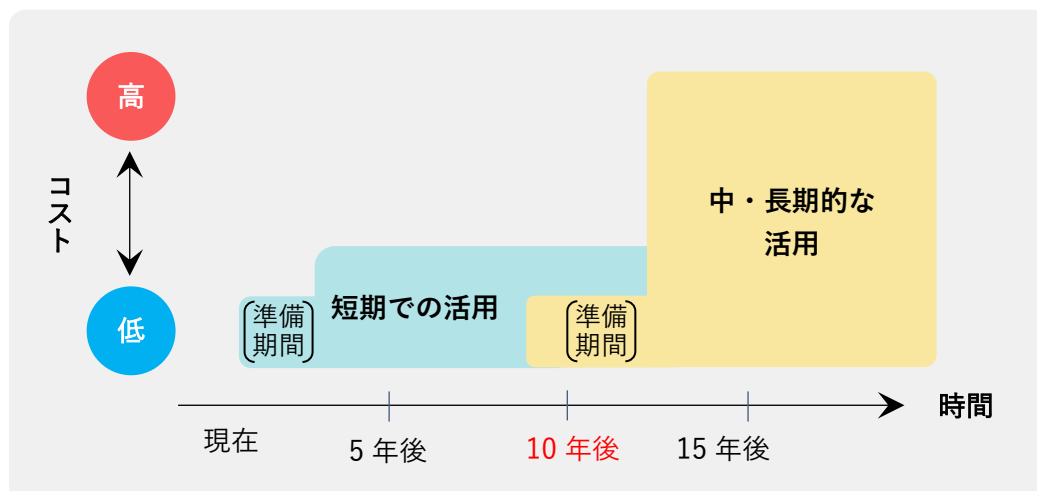 高
コスト
低
準備
期間
短期での活用
準備
期間
中・長期的な
活用
現在
5 年後
10 年後
15 年後
時間